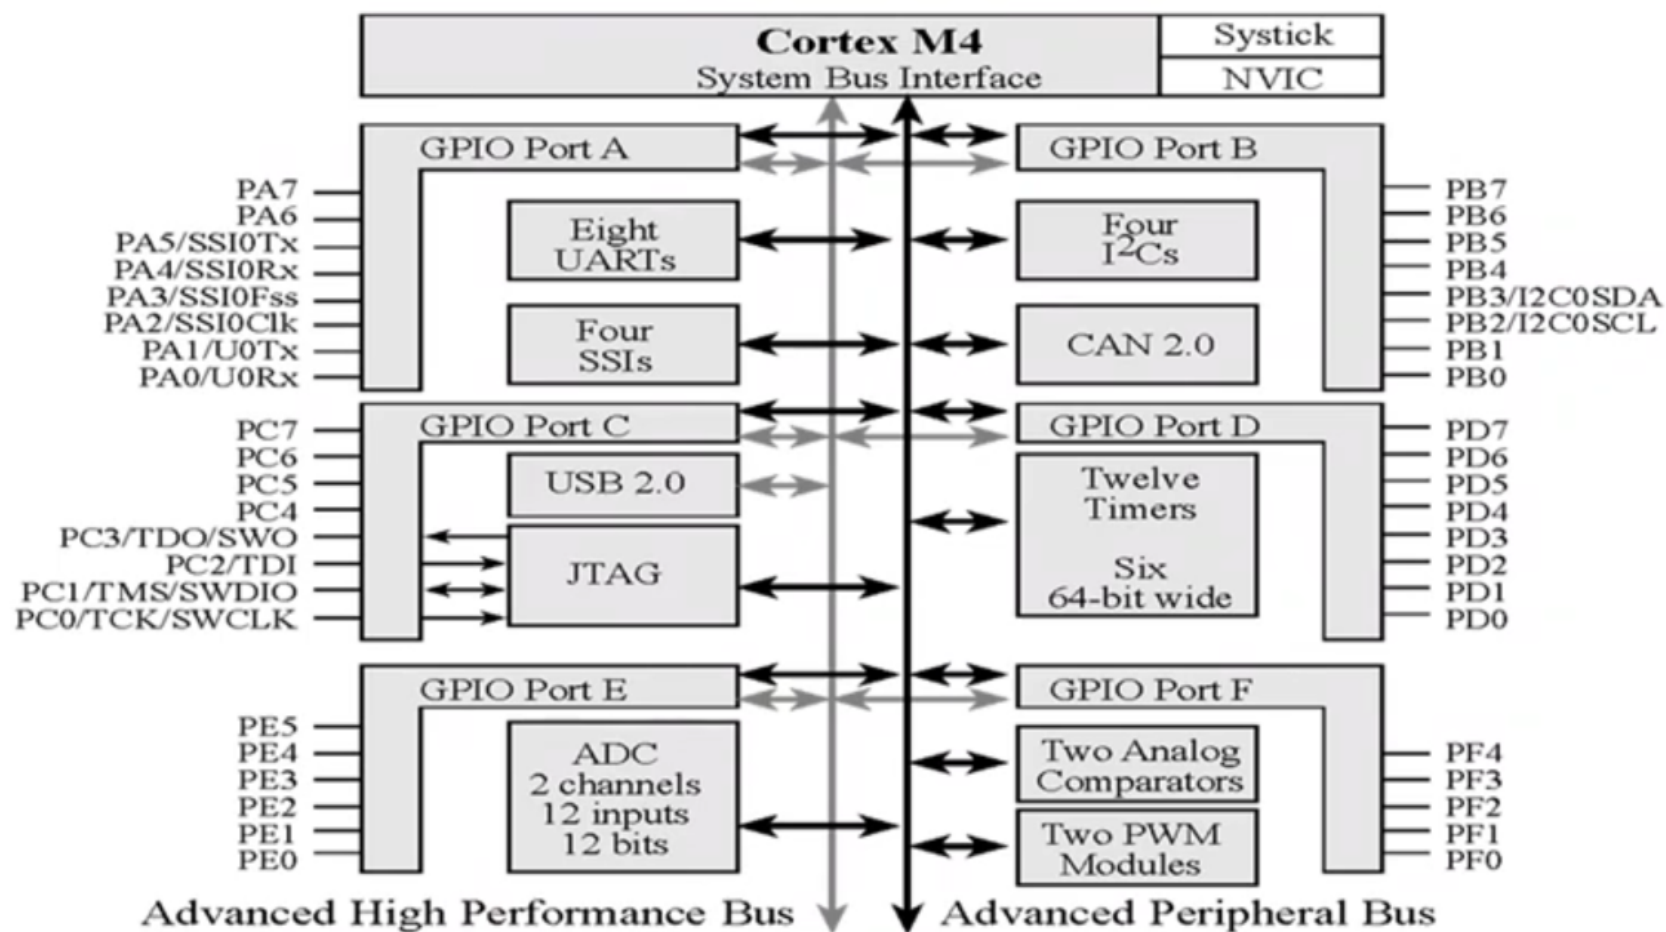 Cortex M4
System Bus Interface
Systick
NVIC
GPIO Port A
GPIO Port B
PA7
PA6
PA5/SSI0Tx
PA4/SSI0Rx
PA3/SSI0Fss
PA2/SSI0Clk
PA1/U0Tx
PA0/U0Rx
Eight
UARTs
Four
SSIs
Four
I2Cs
CAN 2.0
PB7
PB6
PB5
PB4
PB3/I2C0SDA
PB2/I2C0SCL
PB1
PB0
GPIO Port C
GPIO Port D
PC7
PC6
PC5
PC4
PC3/TDO/SWO
PC2/TDI
PC1/TMS/SWDIO
PC0/TCK/SWCLK
USB 2.0
JTAG
Twelve
Timers
Six
64-bit wide
PD7
PD6
PD5
PD4
PD3
PD2
PD1
PD0
GPIO Port E
GPIO Port F
PE5
PE4
PE3
PE2
PE1
PE0
ADC
2 channels
12 inputs
12 bits
Two Analog
Comparators
Two PWM
Modules
PF4
PF3
PF2
PF1
PF0
Advanced High Performance Bus
Advanced Peripheral Bus